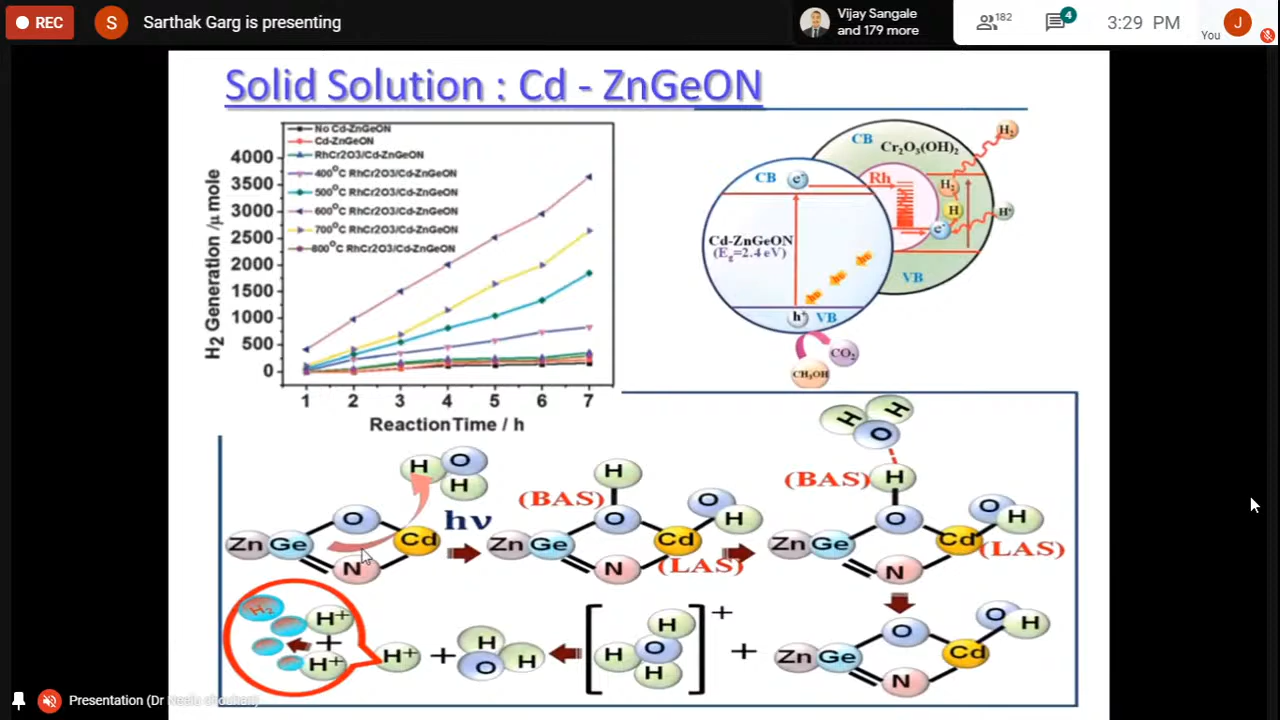 REC
S
Sarthak Garg is presenting
Vijay Sangale
and 179 more
182
4
3:29 PM
You
J
Solid Solution : Cd - ZnGeON
No Cd-ZnGeON
Cd-ZnGeON
RhCr2O3/Cd-ZnGeON
400°C RhCr2O3/Cd-ZnGeON
500°C RhCr2O3/Cd-ZnGeON
600°C RhCr2O3/Cd-ZnGeON
700°C RhCr2O3/Cd-ZnGeON
800°C RhCr2O3/Cd-ZnGeON
H2 Generation /μ mole
4000
3500
3000
2500
2000
1500
1000
500
0
1 2 3 4 5 6 7
Reaction Time / h
CB
Cr₂O₃(OH)₂
H₂
CB e⁻
Rh
H₂
H
H⁺
e⁻
Cd-ZnGeON
(Eg=2.4 eV)
hυ hυ hυ
VB
h⁺ VB
CO₂
CH₃OH
H O
H
O
Zn Ge Cd
N
hν
H
(BAS)
O
O
H
Zn Ge Cd
N
(LAS)
H H
O
(BAS) H
O
O
H
Zn Ge Cd
N
(LAS)
H₂
H⁺
+
H⁺
H⁺
+
H
O H
[ H
H O
H ]+
+
O
O H
Zn Ge Cd
N
Presentation (Dr Neelu